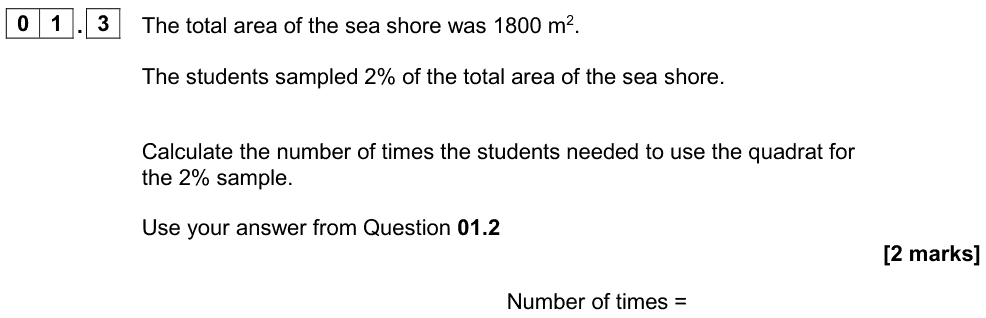 0 1 . 3 The total area of the sea shore was 1800 m².
The students sampled 2% of the total area of the sea shore.
Calculate the number of times the students needed to use the quadrat for
the 2% sample.
Use your answer from Question 01.2
[2 marks]
Number of times =